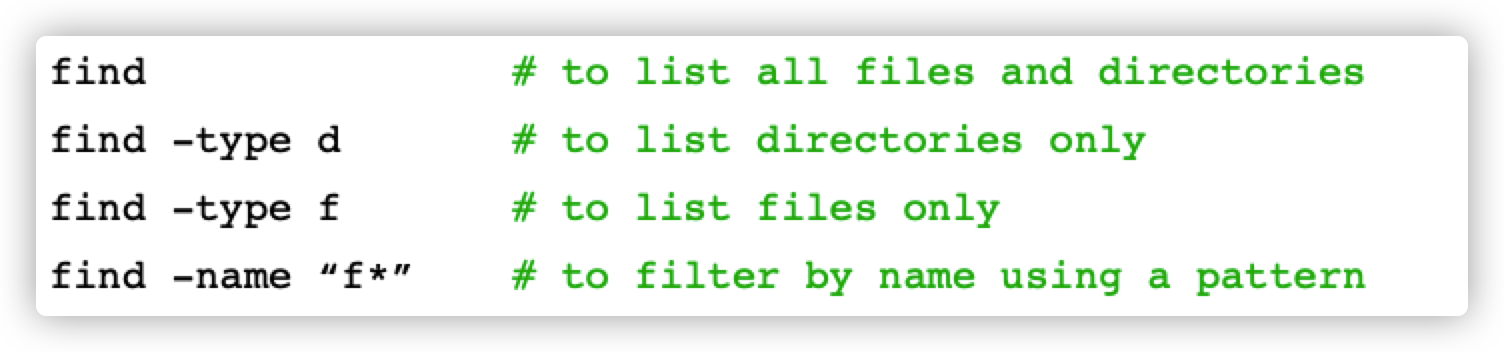 find # to list all files and directories
find -type d # to list directories only
find -type f # to list files only
find -name “f*” # to filter by name using a pattern